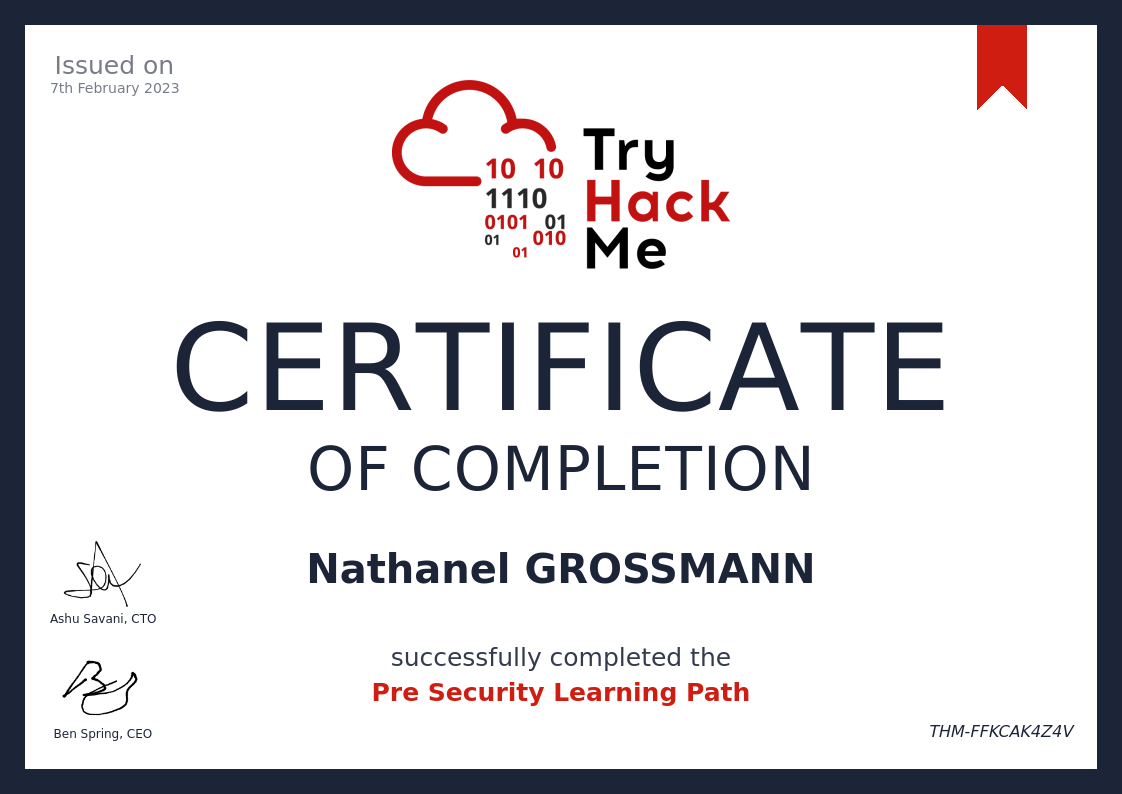 Issued on
7th February 2023
10 10
1110
0101 01
01 010
01
Try
Hack
Me
CERTIFICATE
OF COMPLETION
Nathanel GROSSMANN
Ashu Savani, CTO
successfully completed the
Pre Security Learning Path
Ben Spring, CEO
THM-FFKCAK4Z4V